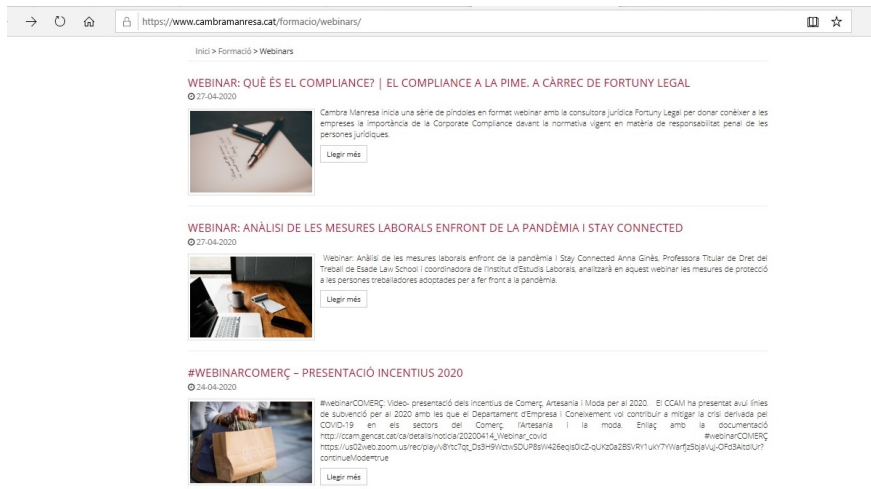 https://www.cambramanresa.cat/formacio/webinars/
Inici > Formació > Webinars
WEBINAR: QUÈ ÉS EL COMPLIANCE? | EL COMPLIANCE A LA PIME. A CÀRREC DE FORTUNY LEGAL
27-04-2020
Cambra Manresa inicia una sèrie de píndoles en format webinar amb la consultora jurídica Fortuny Legal per donar conèixer a les
empreses la importància de la Corporate Compliance davant la normativa vigent en matèria de responsabilitat penal de les
persones jurídiques.
Llegir més
WEBINAR: ANÀLISI DE LES MESURES LABORALS ENFRONT DE LA PANDÈMIA I STAY CONNECTED
27-04-2020
Webinar: Anàlisi de les mesures laborals enfront de la pandèmia i Stay Connected Anna Ginès, Professora Titular de Dret del
Treball de Esade Law School i coordinadora de l'Institut d'Estudis Laborals, analitzarà en aquest webinar les mesures de protecció
a les persones treballadores adoptades per a fer front a la pandèmia.
Llegir més
#WEBINARCOMERÇ – PRESENTACIÓ INCENTIUS 2020
24-04-2020
#webinarCOMERÇ: Video- presentació dels incentius de Comerç, Artesania i Moda per al 2020. El CCAM ha presentat avui línies
de subvenció per al 2020 amb les que el Departament d'Empresa i Coneixement vol contribuir a mitigar la crisi derivada pel
COVID-19 en els sectors del Comerç, l'Artesania i la moda. Enllaç amb la documentació
http://ccam.gencat.cat/ca/detalls/noticia/20200414_Webinar_covid #webinarCOMERÇ
continueMode=true
Llegir més